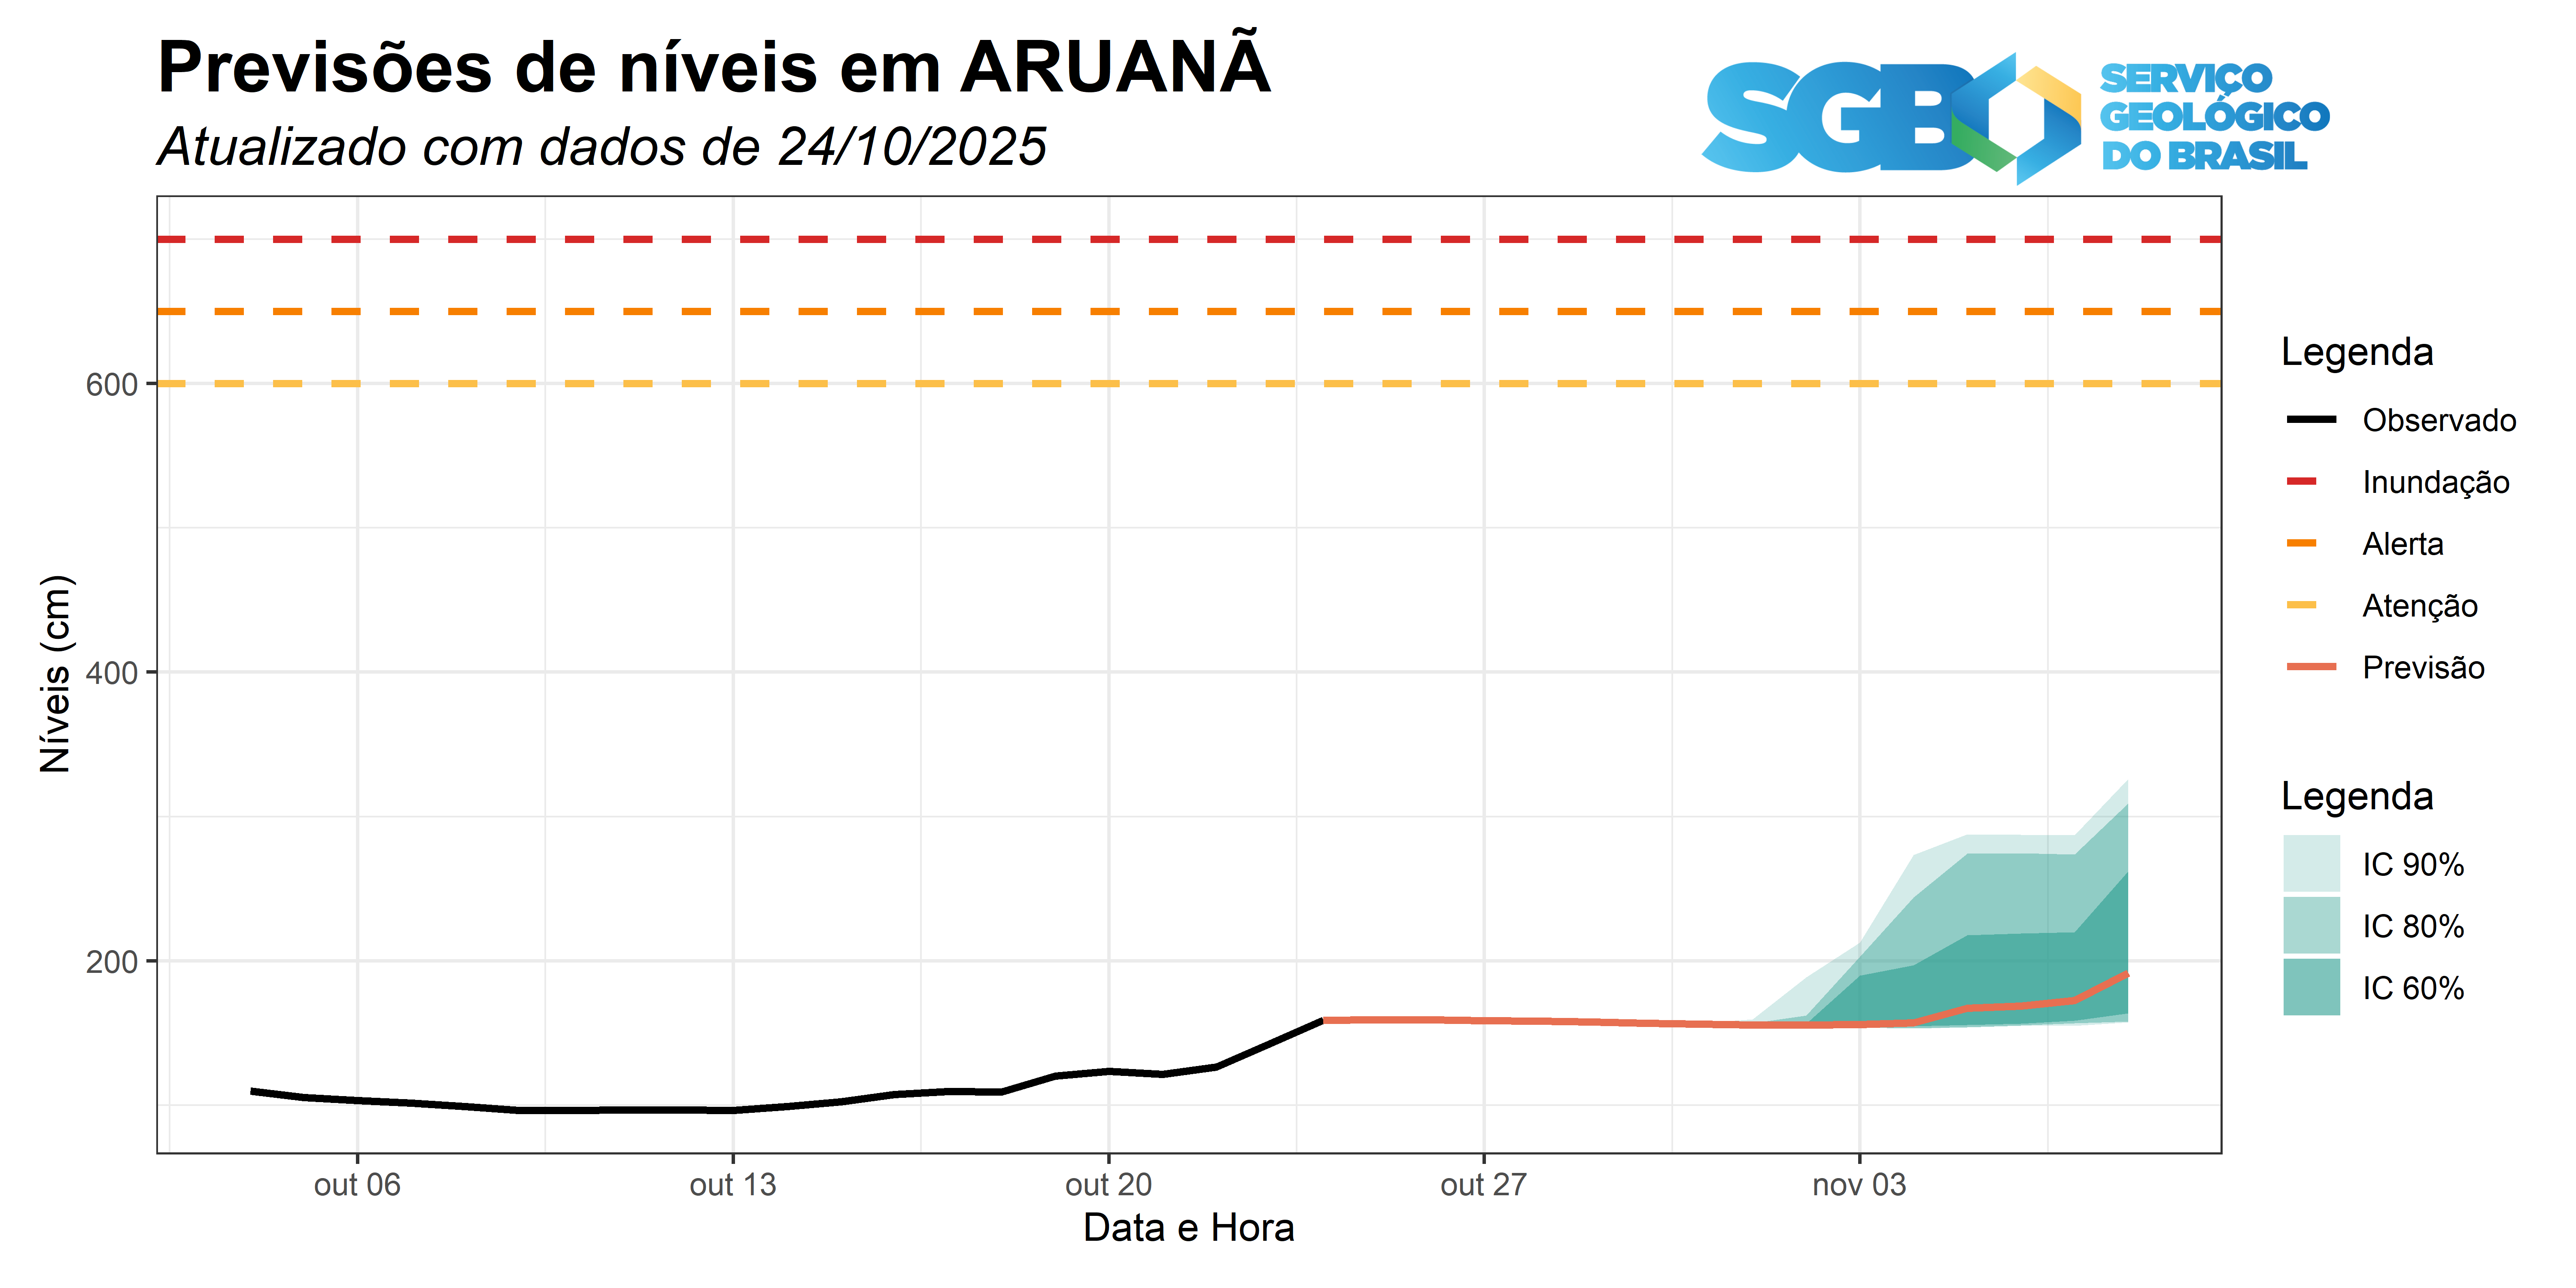 Previsões de níveis em ARUANÃ
Atualizado com dados de 24/10/2025
SGB
SERVIÇO
GEOLÓGICO
DO BRASIL
Níveis (cm)
600
400
200
out 06
out 13
out 20
out 27
nov 03
Data e Hora
Legenda
Observado
Inundação
Alerta
Atenção
Previsão
Legenda
IC 90%
IC 80%
IC 60%